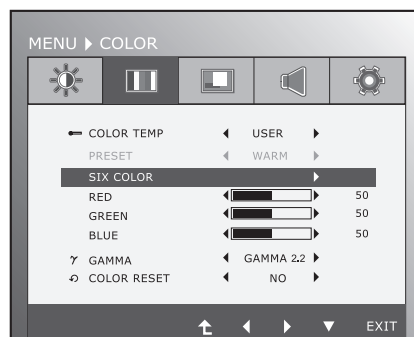 MENU COLOR
COLOR TEMP USER
PRESET WARM
SIX COLOR
RED 50
GREEN 50
BLUE 50
γ GAMMA GAMMA 2.2
COLOR RESET NO
EXIT